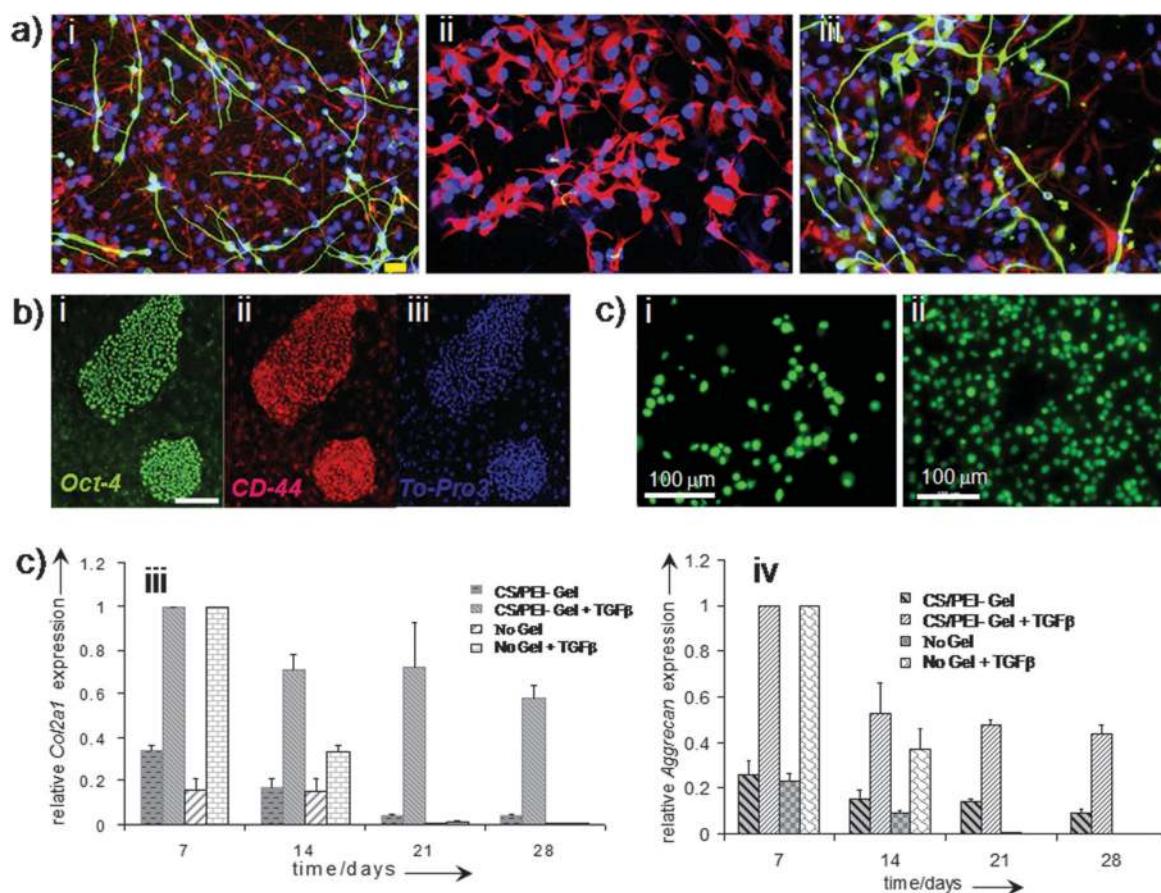 a)
i
ii
iii
b)
i
ii
iii
Oct-4
CD-44
To-Pro3
c)
i
ii
100 μm
100 μm
c)
iii
relative Col2a1 expression
1.2
1
0.8
0.6
0.4
0.2
0
CS/PEI- Gel
CS/PEI- Gel + TGFβ
No Gel
No Gel + TGFβ
7 14 21 28
time/days
iv
relative Aggrecan expression
1.2
1
0.8
0.6
0.4
0.2
0
CS/PEI- Gel
CS/PEI- Gel + TGFβ
No Gel
No Gel + TGFβ
7 14 21 28
time/days